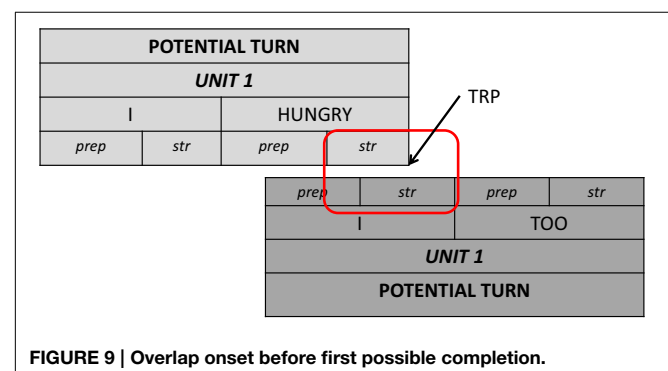 POTENTIAL TURN
UNIT 1
I HUNGRY
prep str prep str
TRP
prep str prep str
I TOO
UNIT 1
POTENTIAL TURN
FIGURE 9 | Overlap onset before first possible completion.